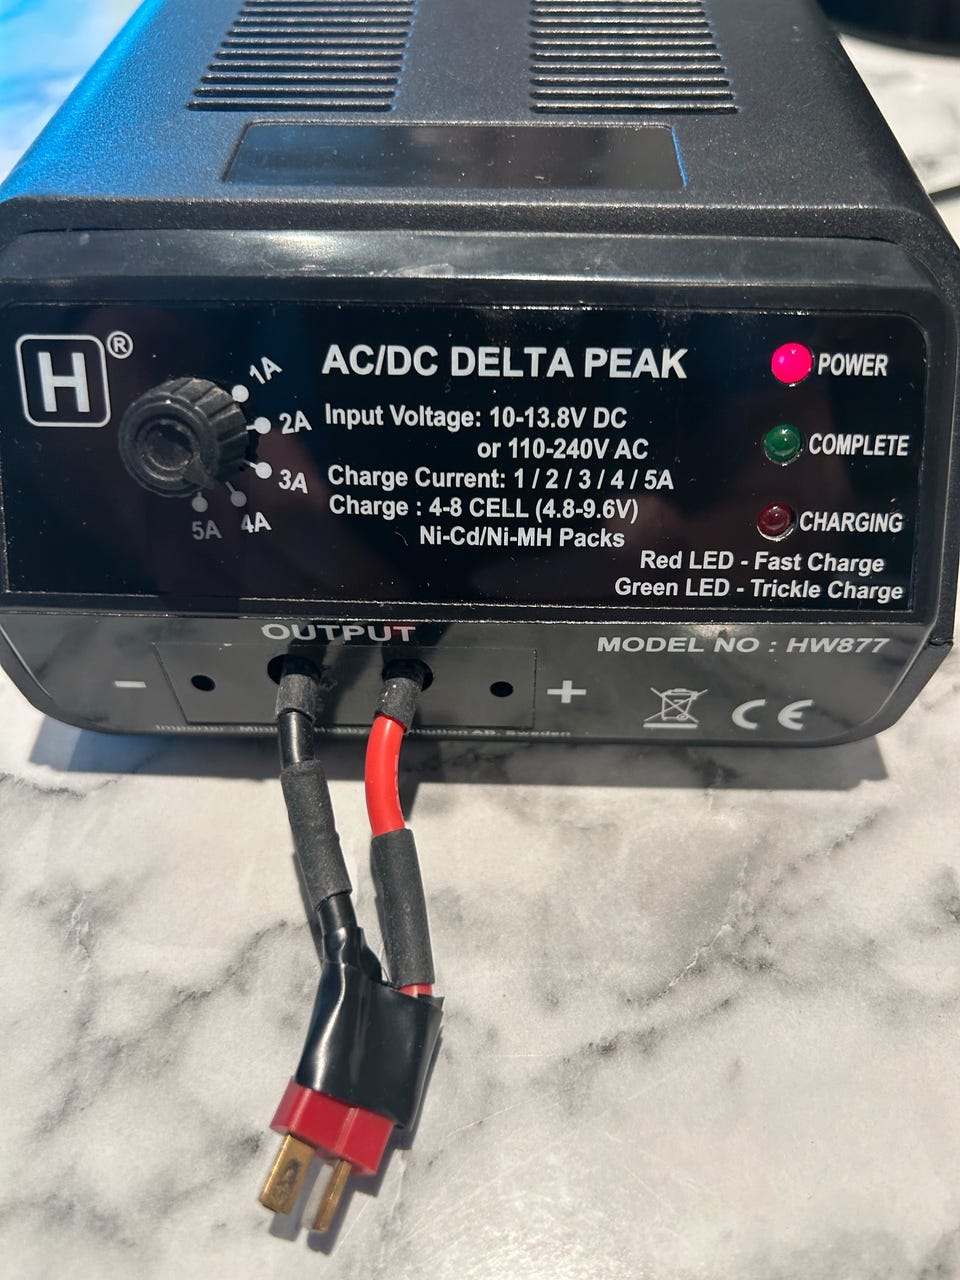 H®
1A
2A
3A
4A
5A
AC/DC DELTA PEAK
Input Voltage: 10-13.8V DC
or 110-240V AC
Charge Current: 1 / 2 / 3 / 4 / 5A
Charge : 4-8 CELL (4.8-9.6V)
Ni-Cd/Ni-MH Packs
POWER
COMPLETE
CHARGING
Red LED - Fast Charge
Green LED - Trickle Charge
OUTPUT
MODEL NO : HW877
- +
CE
AB, Sweden